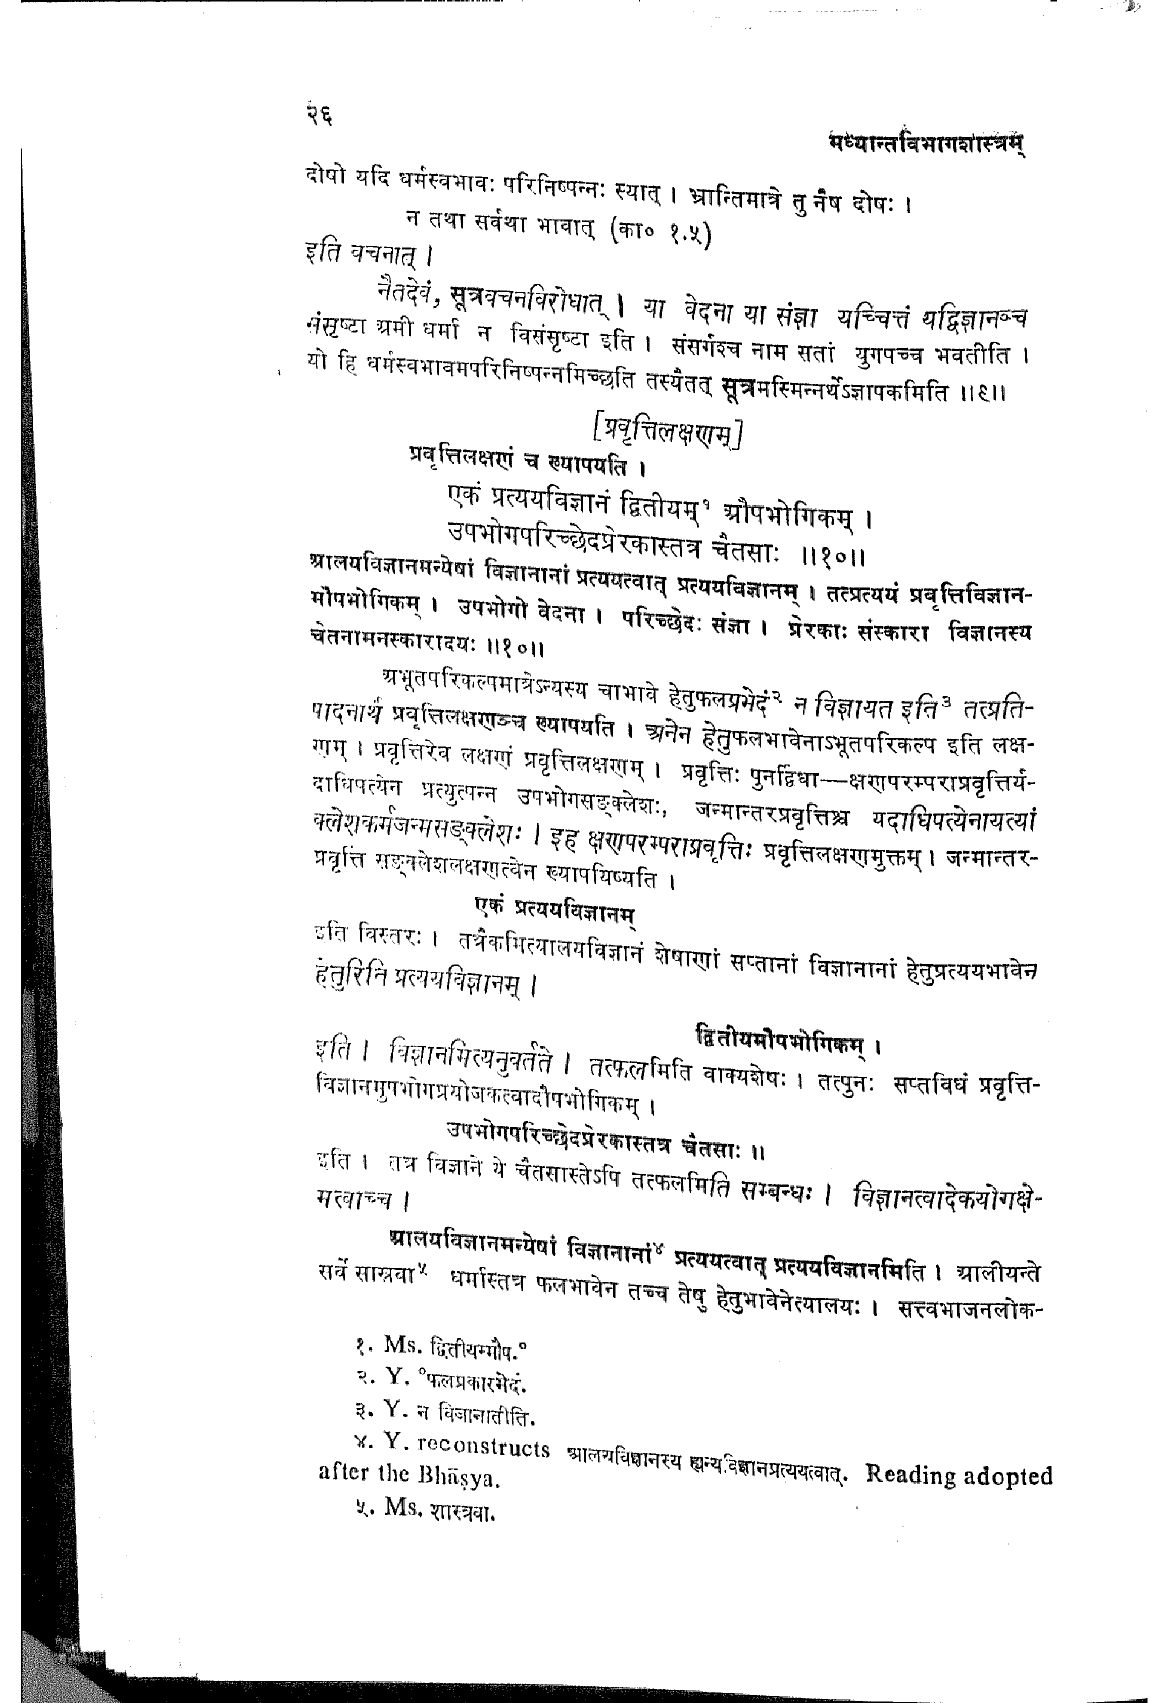 २६
मध्यान्तविभागशास्त्रम्
दोषो यदि धर्मस्वभावः परिनिष्पन्नः स्यात् । भ्रान्तिमात्रे तु नैष दोषः ।
न तथा सर्वथा भावात् (का० १.५)
इति वचनात् ।
नैतदेवं, सूत्रवचनविरोधात् । या वेदना या संज्ञा यच्चित्तं यद्विज्ञानञ्च
संसृष्टा अमी धर्मा न विसंसृष्टा इति । संसर्गश्च नाम सतां युगपच्च भवतीति ।
यो हि धर्मस्वभावमपरिनिष्पन्नमिच्छति तस्यैतत् सूत्रमस्मिन्नर्थेऽज्ञापकमिति ॥९॥
[प्रवृत्तिलक्षणम्]
प्रवृत्तिलक्षणं च ख्यापयति ।
एकं प्रत्ययविज्ञानं द्वितीयम्१ औपभोगिकम् ।
उपभोगपरिच्छेदप्रेरकास्तत्र चैतसाः ॥१०॥
आलयविज्ञानमन्येषां विज्ञानानां प्रत्ययत्वात् प्रत्ययविज्ञानम् । तत्प्रत्ययं प्रवृत्तिविज्ञान-
मौपभोगिकम् । उपभोगो वेदना । परिच्छेदः संज्ञा । प्रेरकाः संस्कारा विज्ञानस्य
चेतनामनस्कारादयः ॥१०॥
अभूतपरिकल्पमात्रेऽन्यस्य चाभावे हेतुफलप्रभेदं२ न विज्ञायत इति३ तत्प्रति-
पादनार्थं प्रवृत्तिलक्षणञ्च ख्यापयति । अनेन हेतुफलभावेनाऽभूतपरिकल्प इति लक्ष-
णम् । प्रवृत्तिरेव लक्षणं प्रवृत्तिलक्षणम् । प्रवृत्तिः पुनर्द्विधा—क्षणपरम्पराप्रवृत्तिर्य-
दाधिपत्येन प्रत्युत्पन्न उपभोगसङ्क्लेशः, जन्मान्तरप्रवृत्तिश्च यदाधिपत्येनायत्यां
क्लेशकर्मजन्मसङ्क्लेशः । इह क्षणपरम्पराप्रवृत्तिः प्रवृत्तिलक्षणमुक्तम् । जन्मान्तर-
प्रवृत्तिं सङ्क्लेशलक्षणत्वेन ख्यापयिष्यति ।
एकं प्रत्ययविज्ञानम्
इति विस्तरः । तत्रैकमित्यालयविज्ञानं शेषाणां सप्तानां विज्ञानानां हेतुप्रत्ययभावेन
हेतुरिति प्रत्ययविज्ञानम् ।
द्वितीयमौपभोगिकम् ।
इति । विज्ञानमित्यनुवर्तते । तत्फलमिति वाक्यशेषः । तत्पुनः सप्तविधं प्रवृत्ति-
विज्ञानमुपभोगप्रयोजकत्वादौपभोगिकम् ।
उपभोगपरिच्छेदप्रेरकास्तत्र चैतसाः ॥
इति । तत्र विज्ञाने ये चैतसास्तेऽपि तत्फलमिति सम्बन्धः । विज्ञानत्वादेकयोगक्षे-
मत्वाच्च ।
आलयविज्ञानमन्येषां विज्ञानानां४ प्रत्ययत्वात् प्रत्ययविज्ञानमिति । आलीयन्ते
सर्वे सास्रवा५ धर्मास्तत्र फलभावेन तच्च तेषु हेतुभावेनेत्यालयः । सत्त्वभाजनलोक-
१. Ms. द्वितीयम्गौप.°
२. Y. °फलप्रकारभेदं.
३. Y. न विजानातीति.
४. Y. reconstructs आलयविज्ञानस्य ह्यन्यविज्ञानप्रत्ययत्वात्. Reading adopted
after the Bhāṣya.
५. Ms. शास्त्रवा.